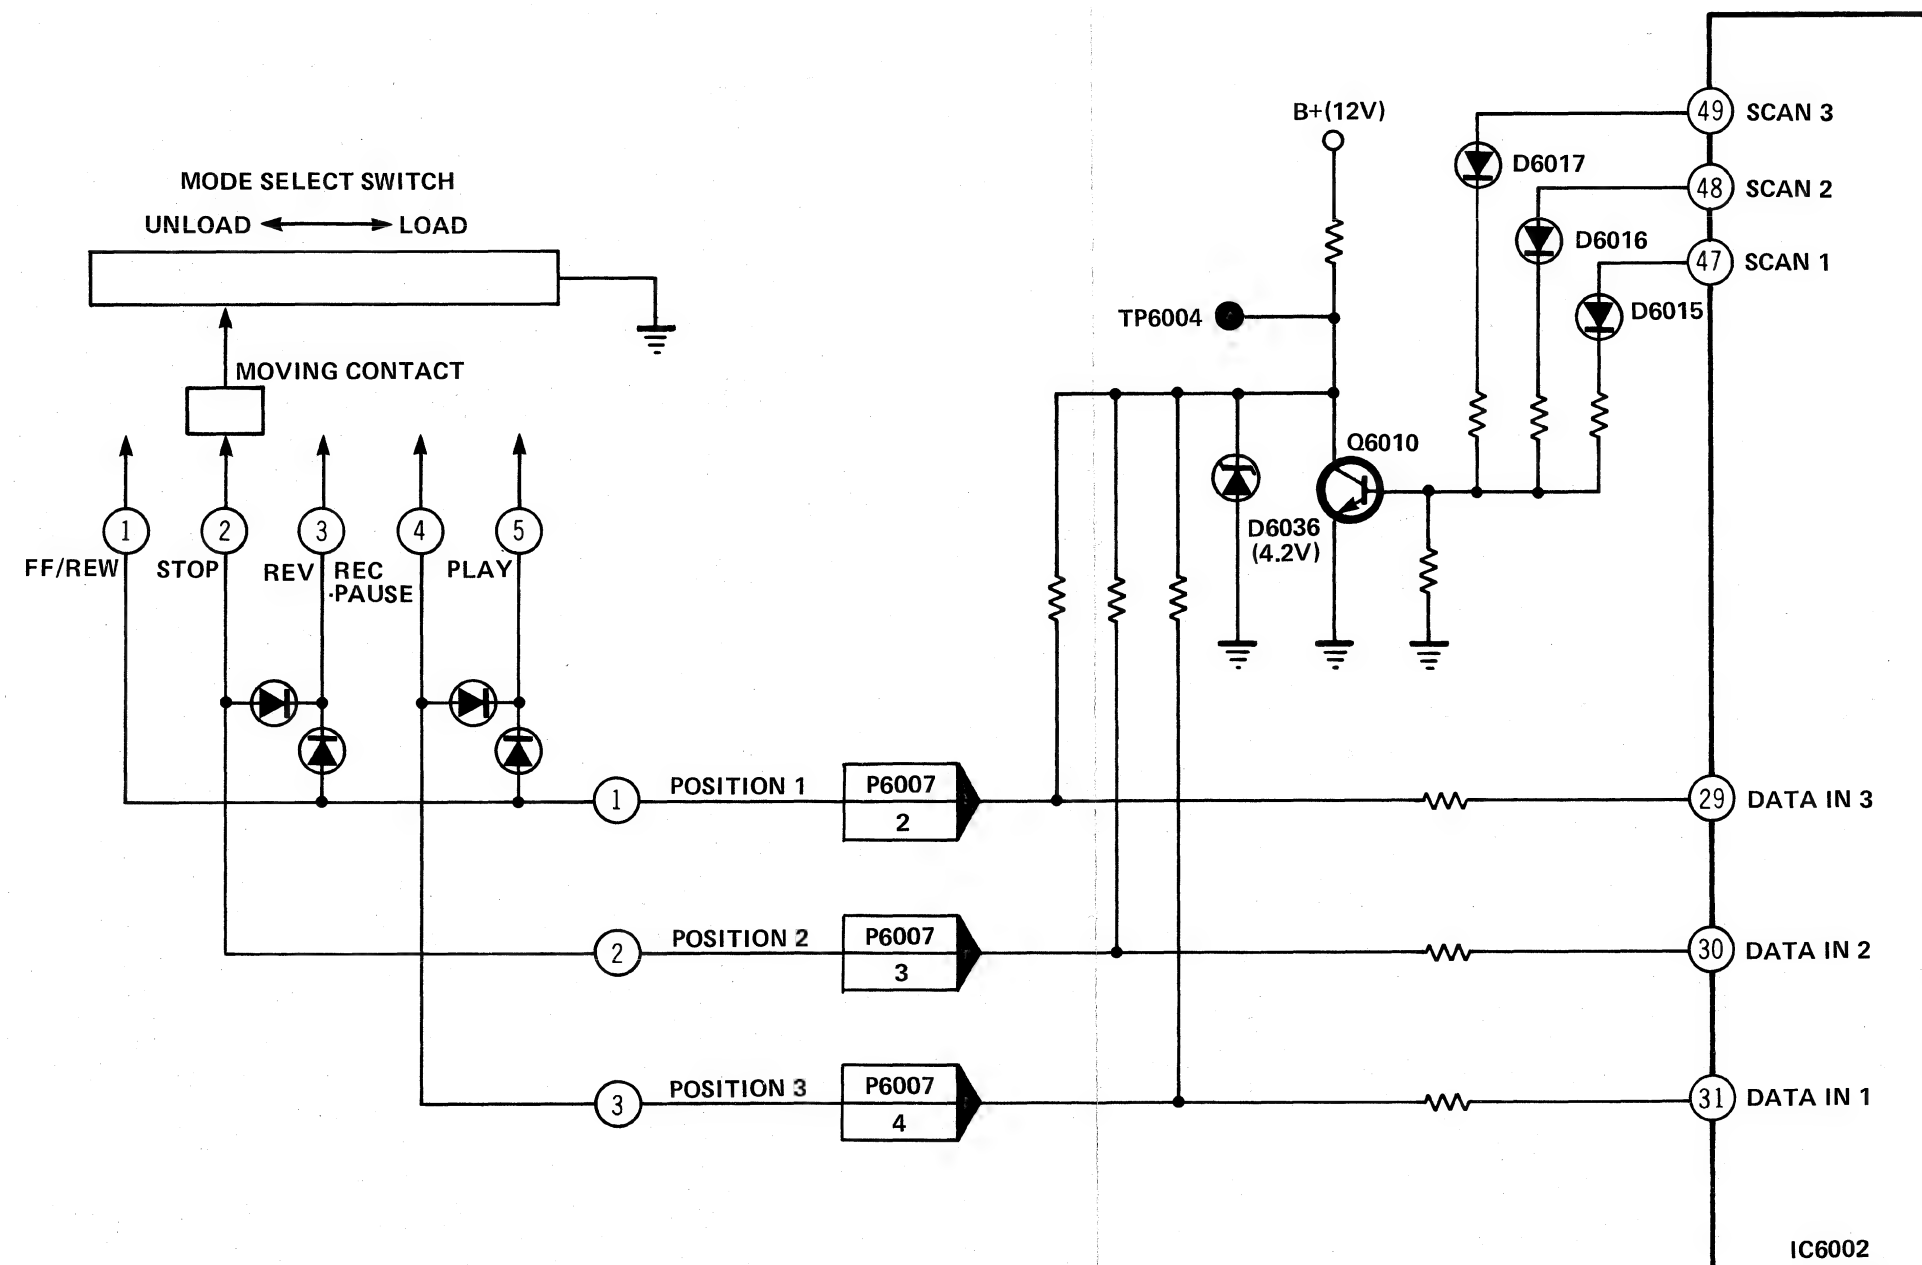 B+(12V)
49 SCAN 3
D6017
48 SCAN 2
D6016
47 SCAN 1
D6015
MODE SELECT SWITCH
UNLOAD LOAD
TP6004
MOVING CONTACT
Q6010
D6036
(4.2V)
1 2 3 4 5
FF/REW STOP REV REC PLAY
·PAUSE
1 POSITION 1 P6007
2
29 DATA IN 3
2 POSITION 2 P6007
3
30 DATA IN 2
3 POSITION 3 P6007
4
31 DATA IN 1
IC6002